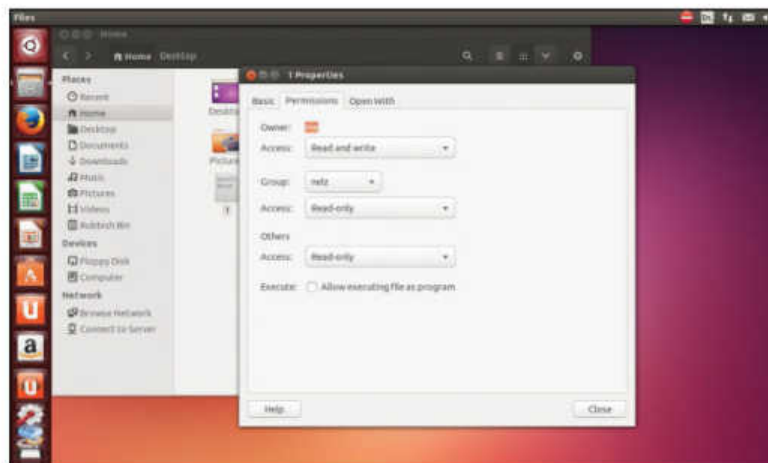 Files
Home
Home Desktop
Places
Recent
Home
Desktop
Documents
Downloads
Music
Pictures
Videos
Rubbish Bin
Devices
Floppy Disk
Computer
Network
Browse Network
Connect to Server
1
1 Properties
Basic Permissions Open With
Owner:
Access: Read and write
Group: nelz
Access: Read-only
Others
Access: Read-only
Execute: Allow executing file as program
Help Close